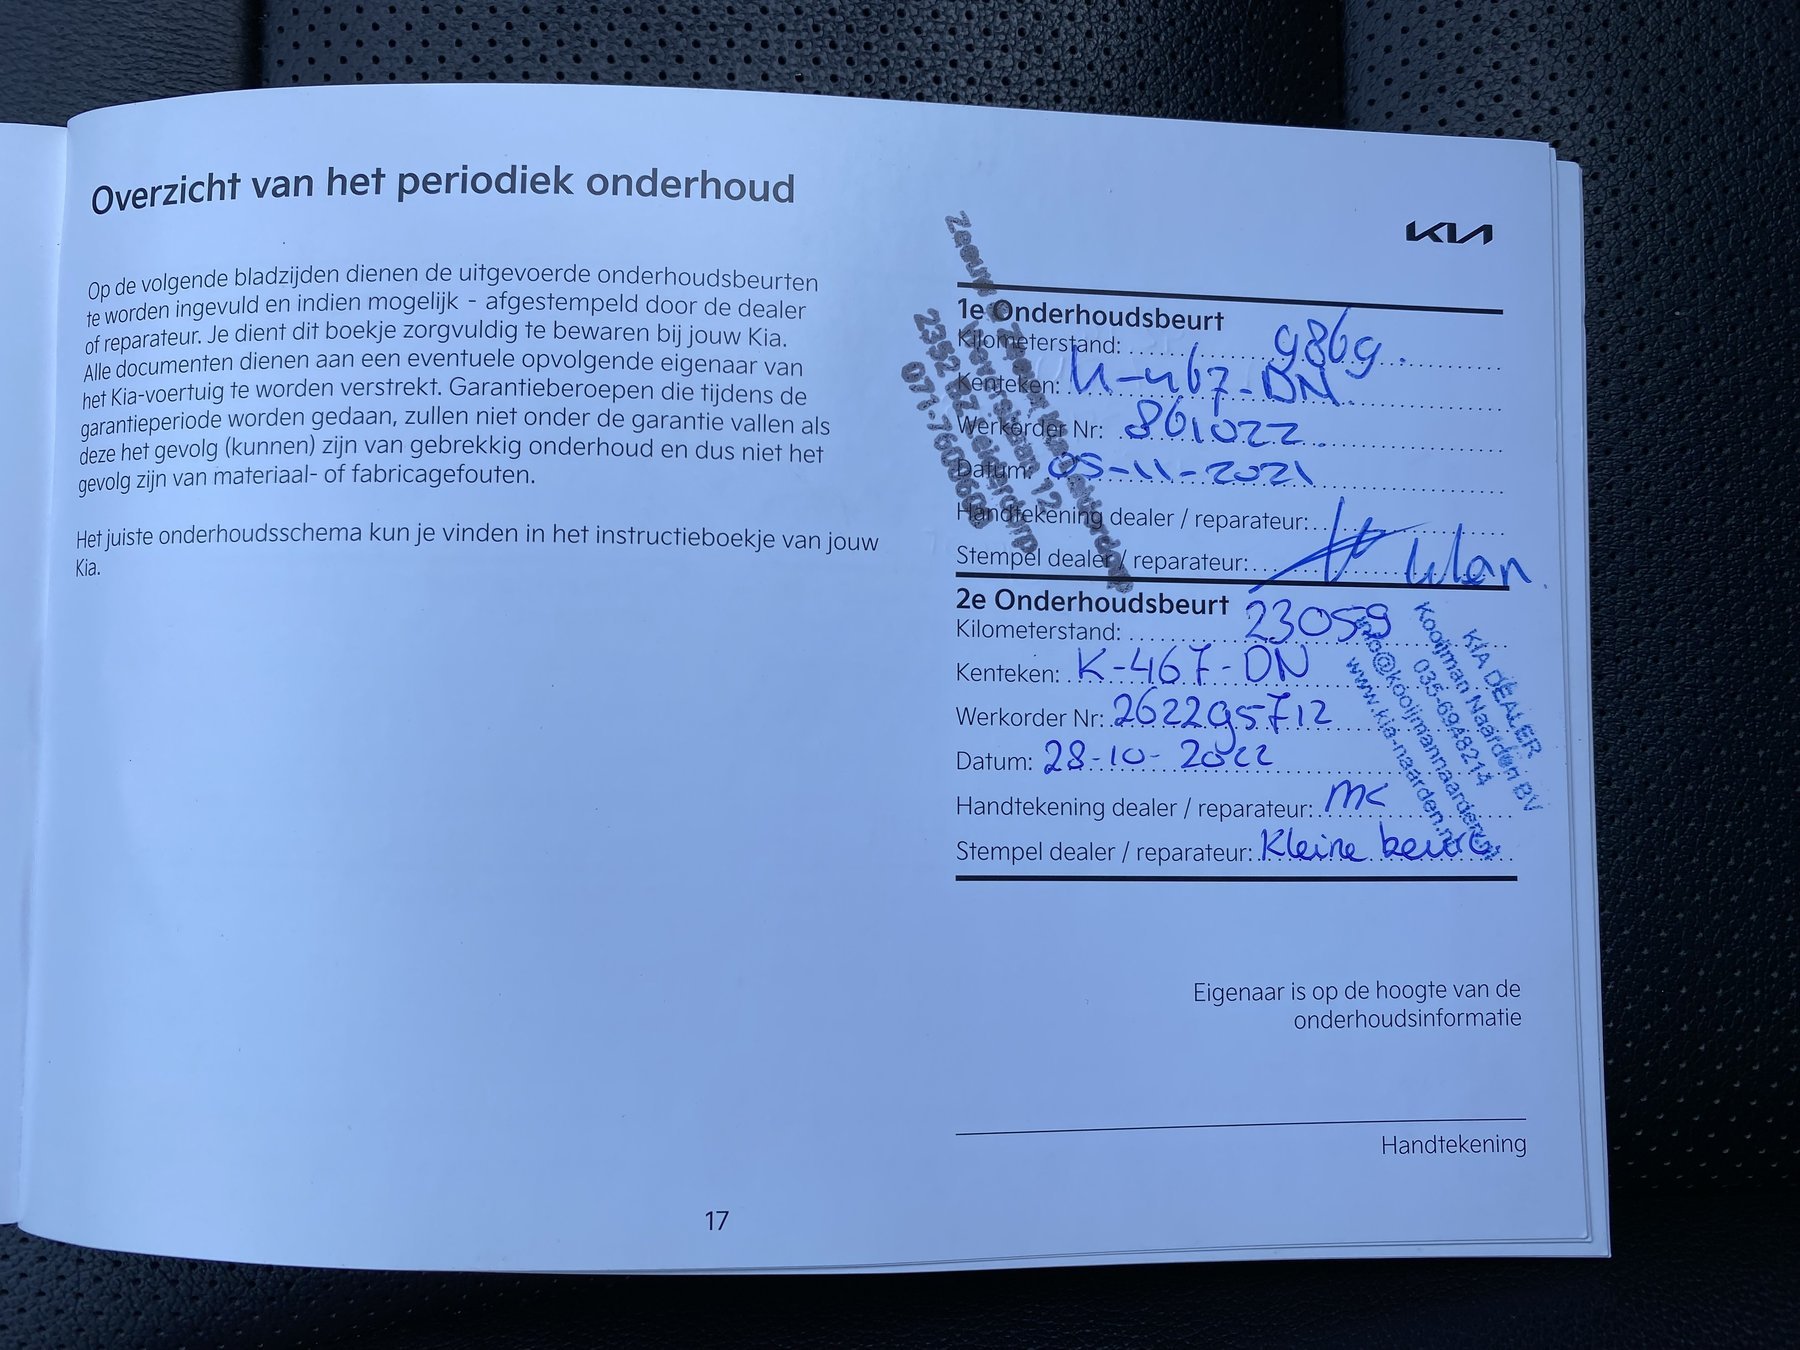 Overzicht van het periodiek onderhoud
Op de volgende bladzijden dienen de uitgevoerde onderhoudsbeurten
te worden ingevuld en indien mogelijk - afgestempeld door de dealer
of reparateur. Je dient dit boekje zorgvuldig te bewaren bij jouw Kia.
Alle documenten dienen aan een eventuele opvolgende eigenaar van
het Kia-voertuig te worden verstrekt. Garantieberoepen die tijdens de
garantieperiode worden gedaan, zullen niet onder de garantie vallen als
deze het gevolg (kunnen) zijn van gebrekkig onderhoud en dus niet het
gevolg zijn van materiaal- of fabricagefouten.
Het juiste onderhoudsschema kun je vinden in het instructieboekje van jouw
Kia.
17
KIA
1e Onderhoudsbeurt
Kilometerstand: 9869.
Kenteken: K-467-DN
Werkorder Nr: 861022
Datum: 05-11-2021
Handtekening dealer / reparateur:
Stempel dealer / reparateur:
2352 BZ Leiderdorp
2e Onderhoudsbeurt
Kilometerstand: 23059
Kenteken: K-467-DN
Werkorder Nr: 262295712
Datum: 28-10-2022
Handtekening dealer / reparateur: MK
Stempel dealer / reparateur: Kleine beurt
KIA DEALER
Kooijman Naarden BV
035-6948214
info@kooijmannaarden.nl
www.kia-naarden.nl
Eigenaar is op de hoogte van de
onderhoudsinformatie
Handtekening